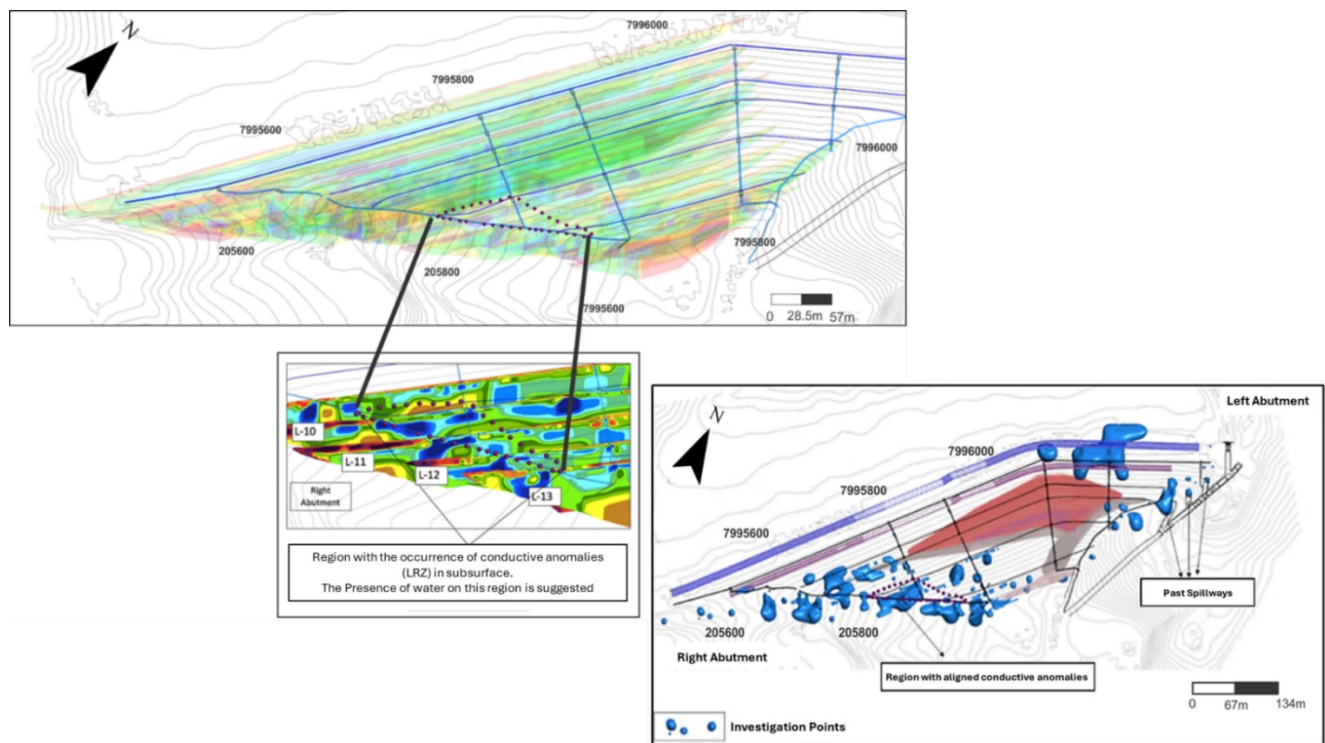 N
7996000
7995800
7995600
7996000
205600
205800
7995800
7995600
0 28.5m 57m
L-10
L-11
L-12
L-13
Right
Abutment
Region with the occurrence of conductive anomalies
(LRZ) in subsurface.
The Presence of water on this region is suggested
Left Abutment
N
7996000
7995800
7995600
Past Spillways
205600
205800
Right Abutment
Region with aligned conductive anomalies
0 67m 134m
Investigation Points